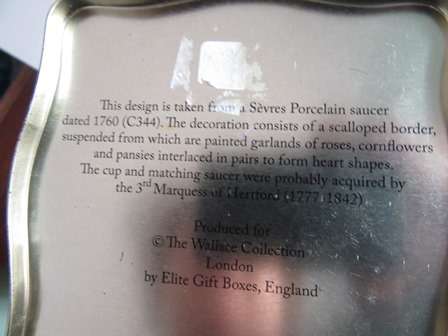 This design is taken from a Sèvres Porcelain saucer
dated 1760 (C344). The decoration consists of a scalloped border,
suspended from which are painted garlands of roses, cornflowers
and pansies interlaced in pairs to form heart shapes.
The cup and matching saucer were probably acquired by
the 3rd Marquess of Hertford (1777-1842)
Produced for
© The Wallace Collection
London
by Elite Gift Boxes, England